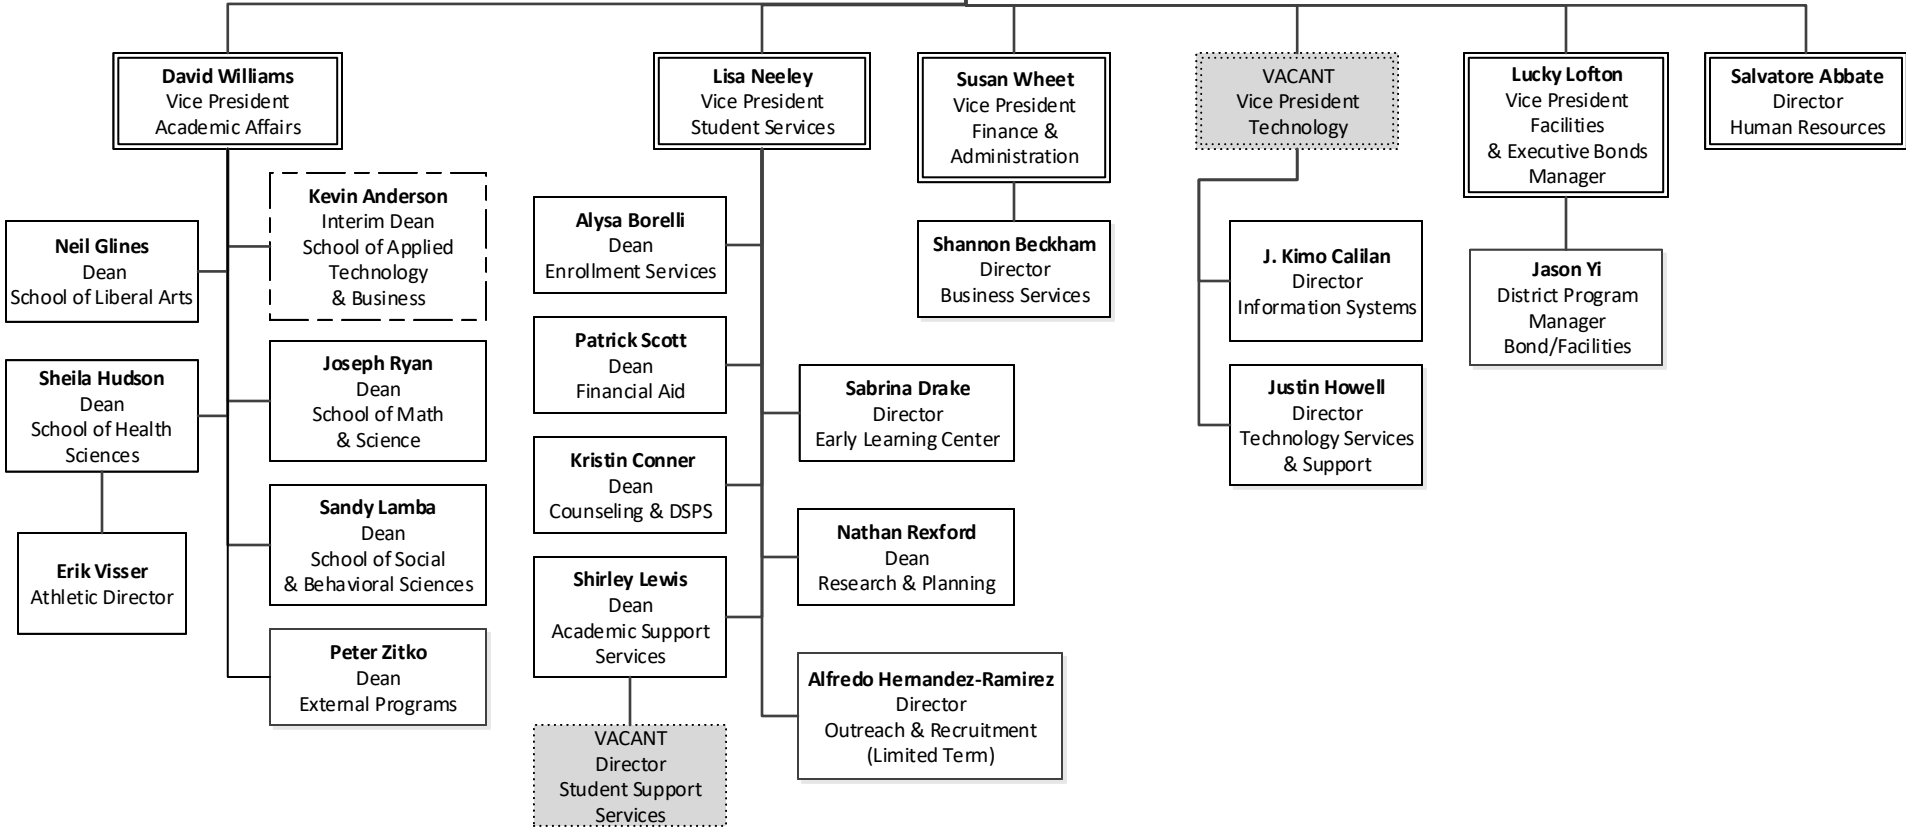 David Williams
Vice President
Academic Affairs
Lisa Neeley
Vice President
Student Services
Susan Wheet
Vice President
Finance &
Administration
VACANT
Vice President
Technology
Lucky Lofton
Vice President
Facilities
& Executive Bonds
Manager
Salvatore Abbate
Director
Human Resources
Neil Glines
Dean
School of Liberal Arts
Kevin Anderson
Interim Dean
School of Applied
Technology
& Business
Sheila Hudson
Dean
School of Health
Sciences
Joseph Ryan
Dean
School of Math
& Science
Erik Visser
Athletic Director
Sandy Lamba
Dean
School of Social
& Behavioral Sciences
Peter Zitko
Dean
External Programs
Alysa Borelli
Dean
Enrollment Services
Patrick Scott
Dean
Financial Aid
Kristin Conner
Dean
Counseling & DSPS
Shirley Lewis
Dean
Academic Support
Services
VACANT
Director
Student Support
Services
Sabrina Drake
Director
Early Learning Center
Nathan Rexford
Dean
Research & Planning
Alfredo Hernandez-Ramirez
Director
Outreach & Recruitment
(Limited Term)
Shannon Beckham
Director
Business Services
J. Kimo Calilan
Director
Information Systems
Justin Howell
Director
Technology Services
& Support
Jason Yi
District Program
Manager
Bond/Facilities